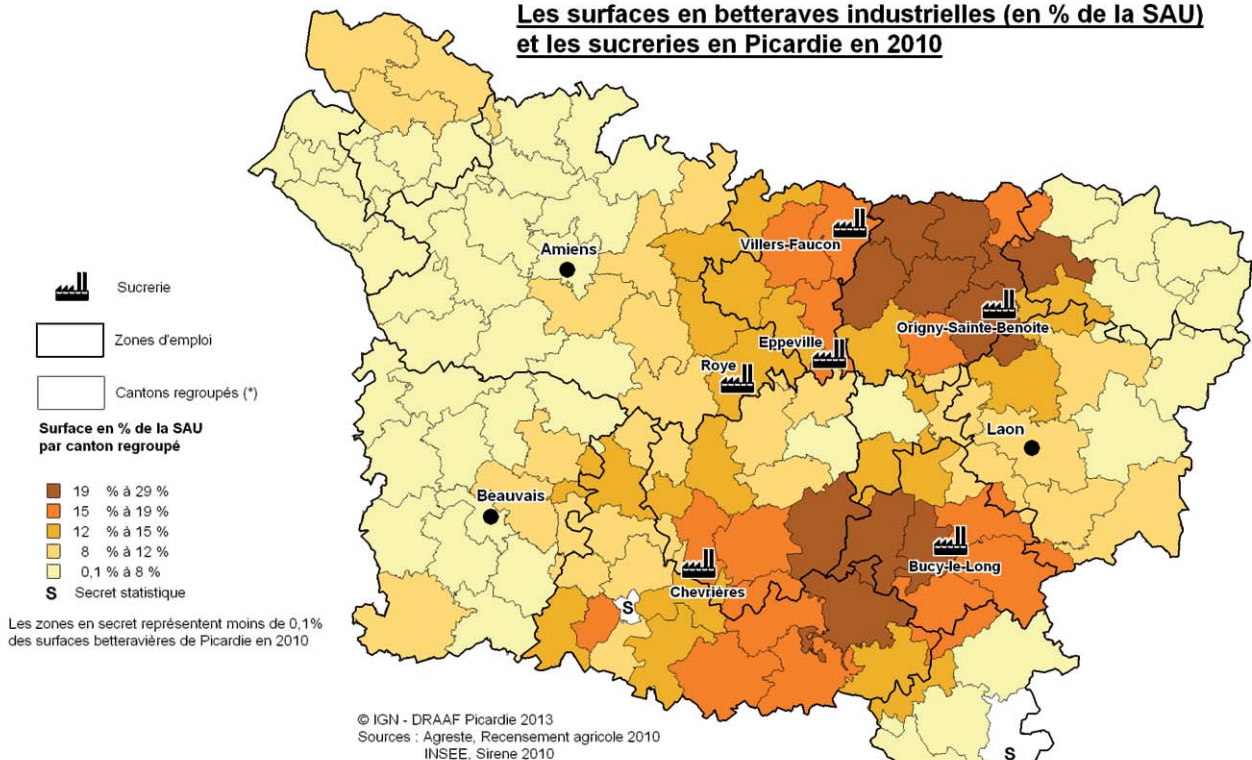 Les surfaces en betteraves industrielles (en % de la SAU)
et les sucreries en Picardie en 2010
Amiens
Villers-Faucon
Origny-Sainte-Benoite
Eppeville
Roye
Laon
Beauvais
Bucy-le-Long
Chevrières
S
S
Sucrerie
Zones d'emploi
Cantons regroupés (*)
Surface en % de la SAU
par canton regroupé
19 % à 29 %
15 % à 19 %
12 % à 15 %
8 % à 12 %
0,1 % à 8 %
S Secret statistique
Les zones en secret représentent moins de 0,1%
des surfaces betteravières de Picardie en 2010
© IGN - DRAAF Picardie 2013
Sources : Agreste, Recensement agricole 2010
INSEE, Sirene 2010